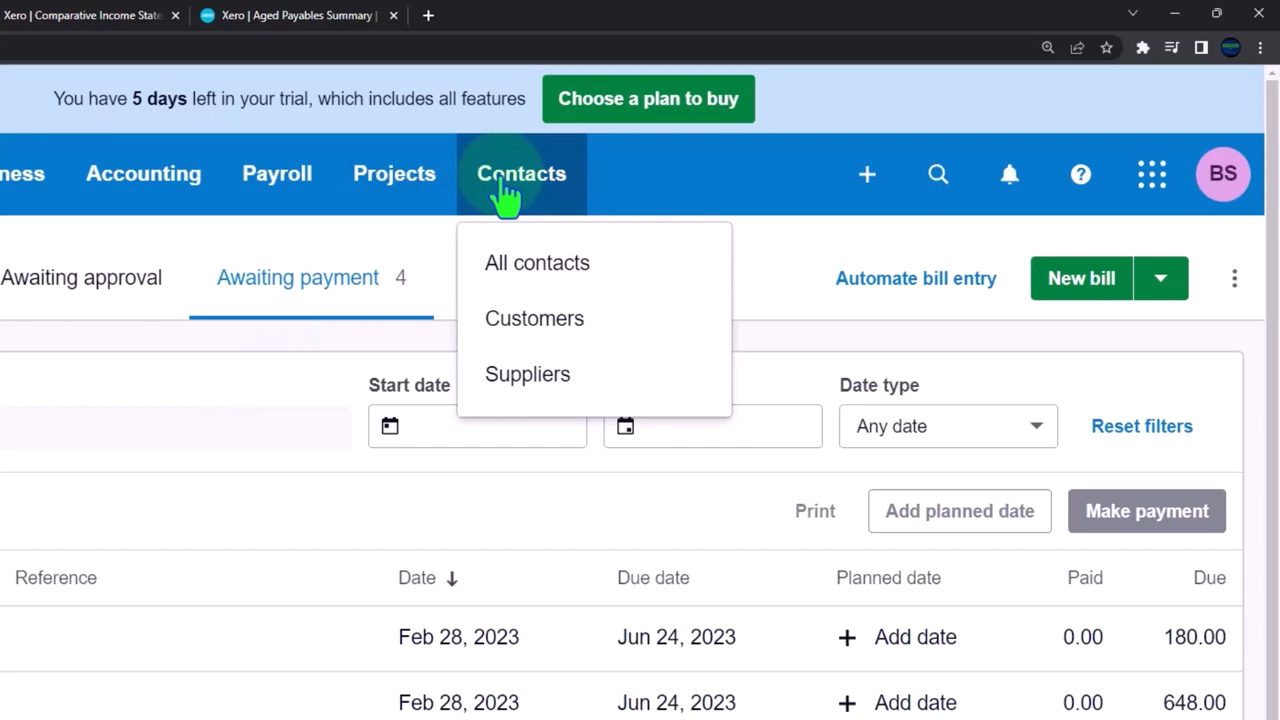 Xero | Comparative Income State
Xero | Aged Payables Summary |
You have 5 days left in your trial, which includes all features
Choose a plan to buy
ness
Accounting
Payroll
Projects
Contacts
BS
All contacts
Customers
Suppliers
Awaiting approval
Awaiting payment 4
Automate bill entry
New bill
Start date
Date type
Any date
Reset filters
Print
Add planned date
Make payment
Reference
Date
Due date
Planned date
Paid
Due
Feb 28, 2023
Jun 24, 2023
Add date
0.00
180.00
Feb 28, 2023
Jun 24, 2023
Add date
0.00
648.00